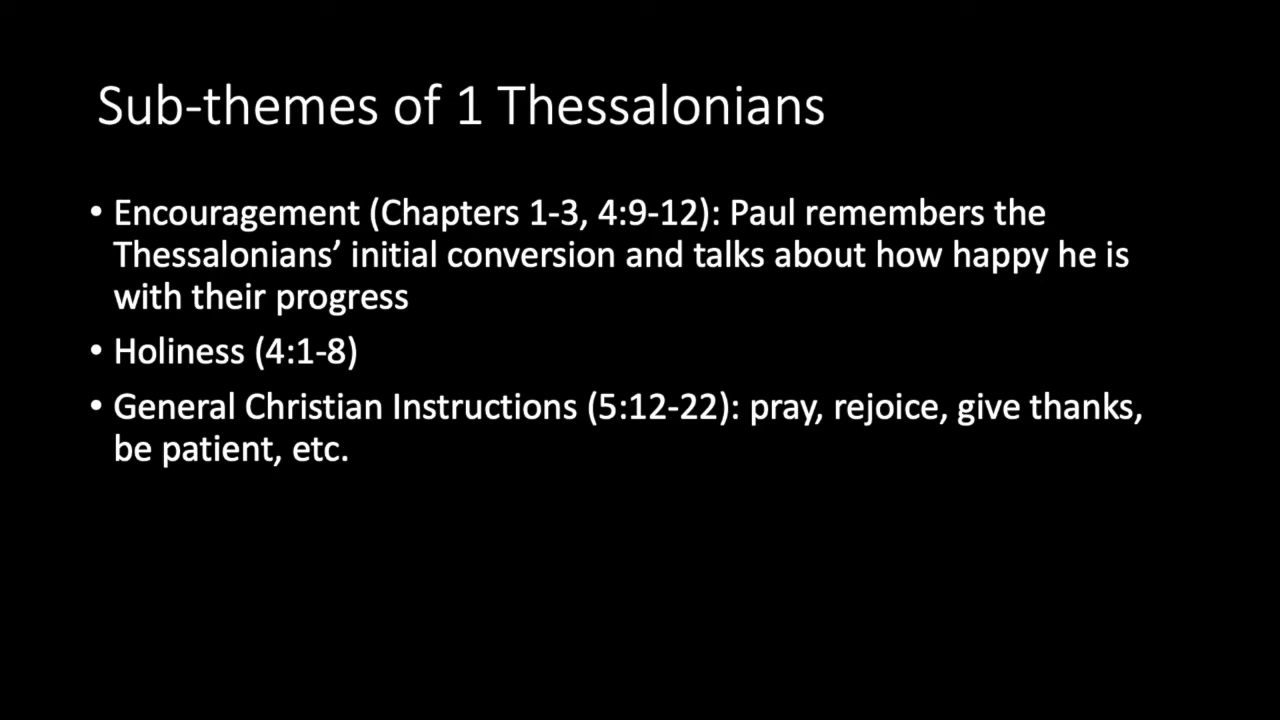 Sub-themes of 1 Thessalonians
• Encouragement (Chapters 1-3, 4:9-12): Paul remembers the
Thessalonians’ initial conversion and talks about how happy he is
with their progress
• Holiness (4:1-8)
• General Christian Instructions (5:12-22): pray, rejoice, give thanks,
be patient, etc.